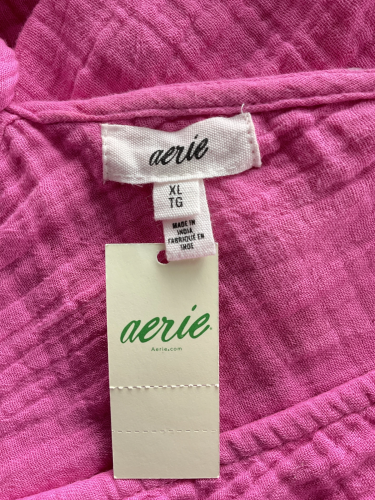 aerie
XL
TG
MADE IN
INDIA
FABRIQUÉ EN
INDE
aerie
Aerie.com